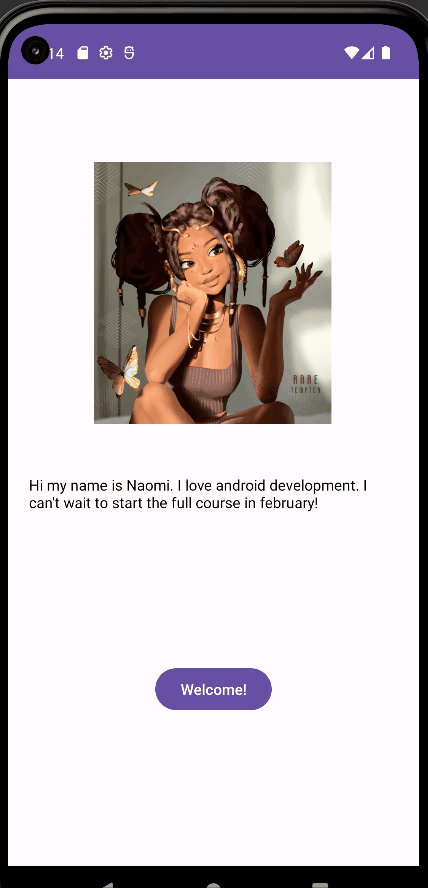 14
RARE
TEMPTED
Hi my name is Naomi. I love android development. I
can't wait to start the full course in february!
Welcome!